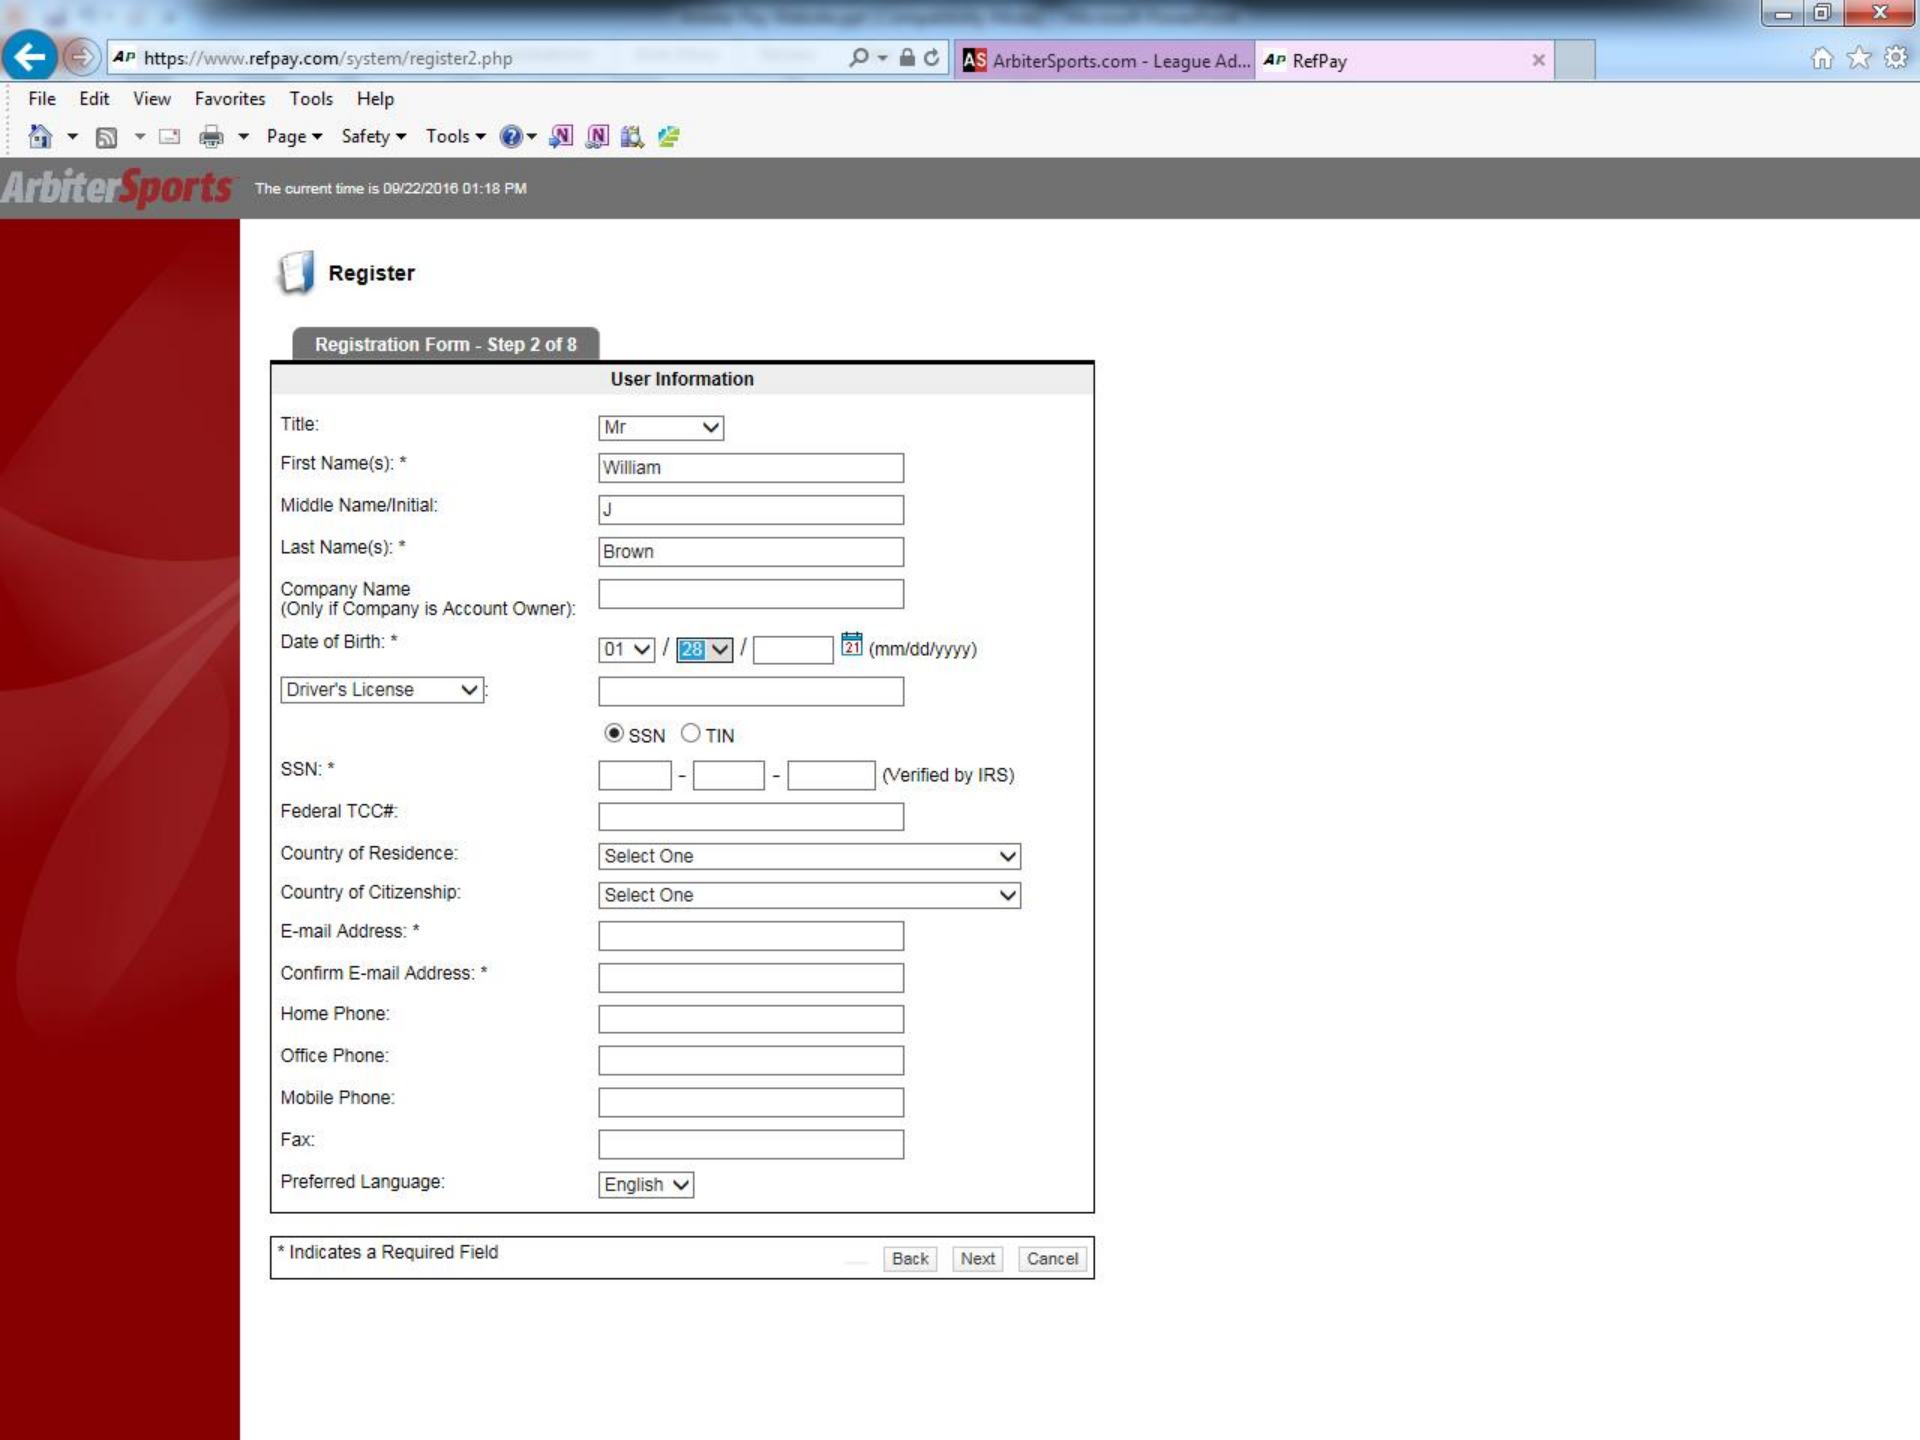 https://www.refpay.com/system/register2.php
AS ArbiterSports.com - League Ad...
AP RefPay
File Edit View Favorites Tools Help
Page Safety Tools
ArbiterSports The current time is 09/22/2016 01:18 PM
Register
Registration Form - Step 2 of 8
User Information
Title: Mr
First Name(s): * William
Middle Name/Initial: J
Last Name(s): * Brown
Company Name
(Only if Company is Account Owner):
Date of Birth: * 01 / 28 / 21 (mm/dd/yyyy)
Driver's License :
SSN TIN
SSN: * - - (Verified by IRS)
Federal TCC#:
Country of Residence: Select One
Country of Citizenship: Select One
E-mail Address: *
Confirm E-mail Address: *
Home Phone:
Office Phone:
Mobile Phone:
Fax:
Preferred Language: English
* Indicates a Required Field Back Next Cancel